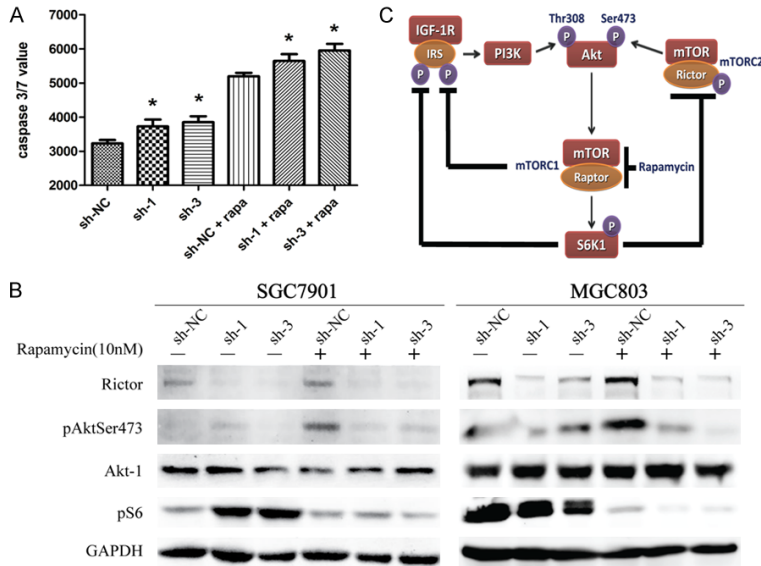 A
caspase 3/7 value
7000
6000
5000
4000
3000
2000
*
*
*
*
sh-NC
sh-1
sh-3
sh-NC + rapa
sh-1 + rapa
sh-3 + rapa
C
Thr308
Ser473
IGF-1R
IRS
P
P
PI3K
P
P
Akt
mTOR
Rictor
P
mTORC2
mTORC1
mTOR
Raptor
Rapamycin
P
S6K1
B
SGC7901
MGC803
sh-NC
sh-1
sh-3
sh-NC
sh-1
sh-3
sh-NC
sh-1
sh-3
sh-NC
sh-1
sh-3
Rapamycin(10nM) — — — + + + — — — + + +
Rictor
pAktSer473
Akt-1
pS6
GAPDH